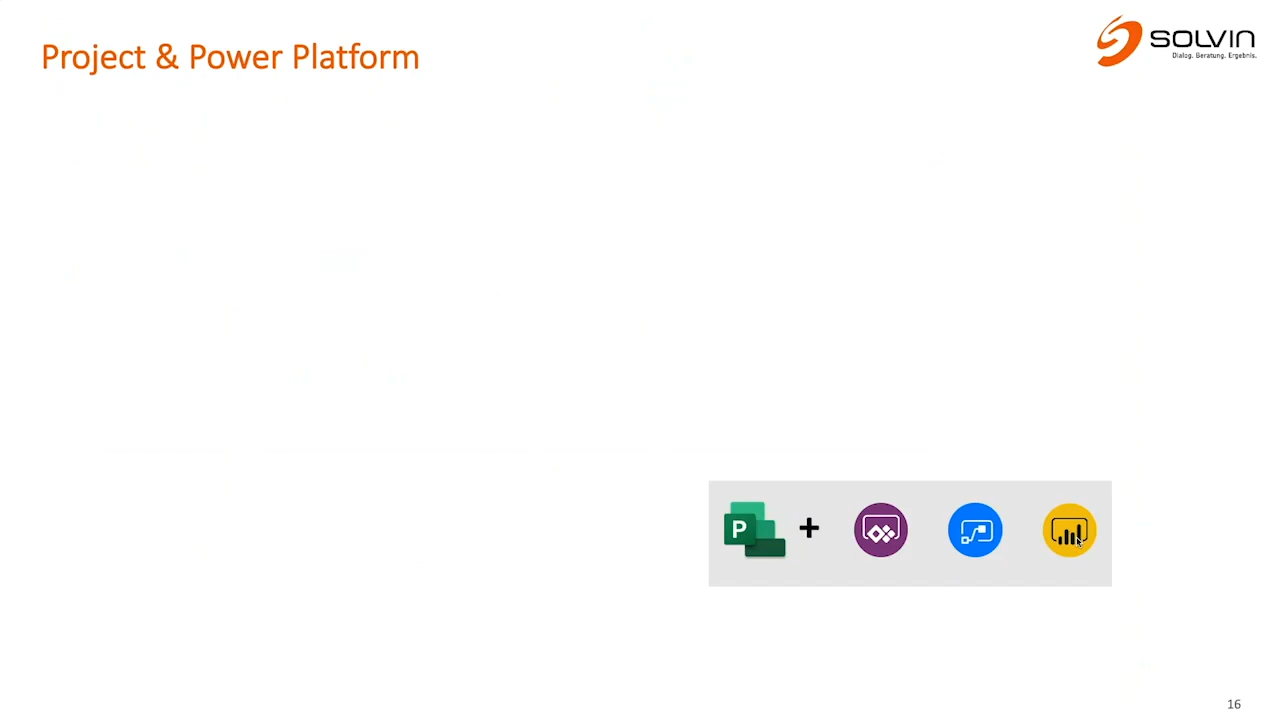 Project & Power Platform
SOLVIN
Dialog. Beratung. Ergebnis.
P
+
16